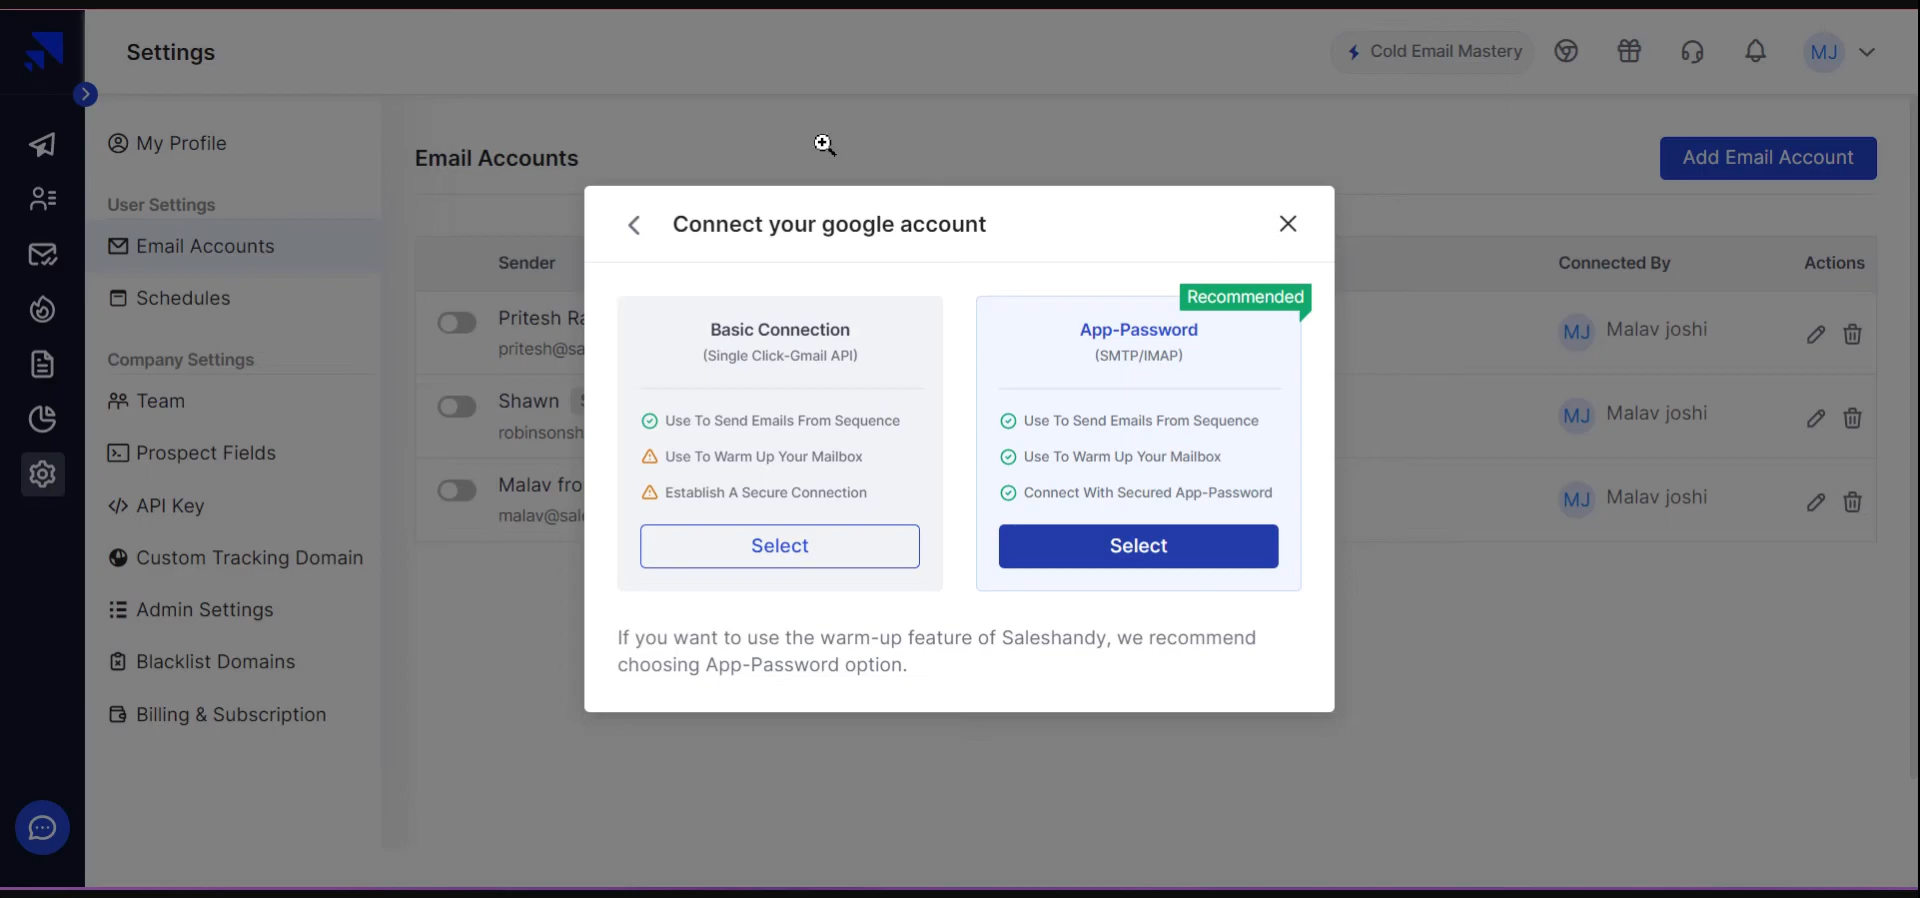 Settings
Cold Email Mastery
MJ
My Profile
User Settings
Email Accounts
Schedules
Company Settings
Team
Prospect Fields
API Key
Custom Tracking Domain
Admin Settings
Blacklist Domains
Billing & Subscription
Email Accounts
Add Email Account
Sender
Connected By
Actions
Pritesh Ra
pritesh@sa
MJ Malav joshi
Shawn
robinsonsh
MJ Malav joshi
Malav fro
malav@sale
MJ Malav joshi
Connect your google account
Basic Connection
(Single Click-Gmail API)
Use To Send Emails From Sequence
Use To Warm Up Your Mailbox
Establish A Secure Connection
Select
Recommended
App-Password
(SMTP/IMAP)
Use To Send Emails From Sequence
Use To Warm Up Your Mailbox
Connect With Secured App-Password
Select
If you want to use the warm-up feature of Saleshandy, we recommend
choosing App-Password option.